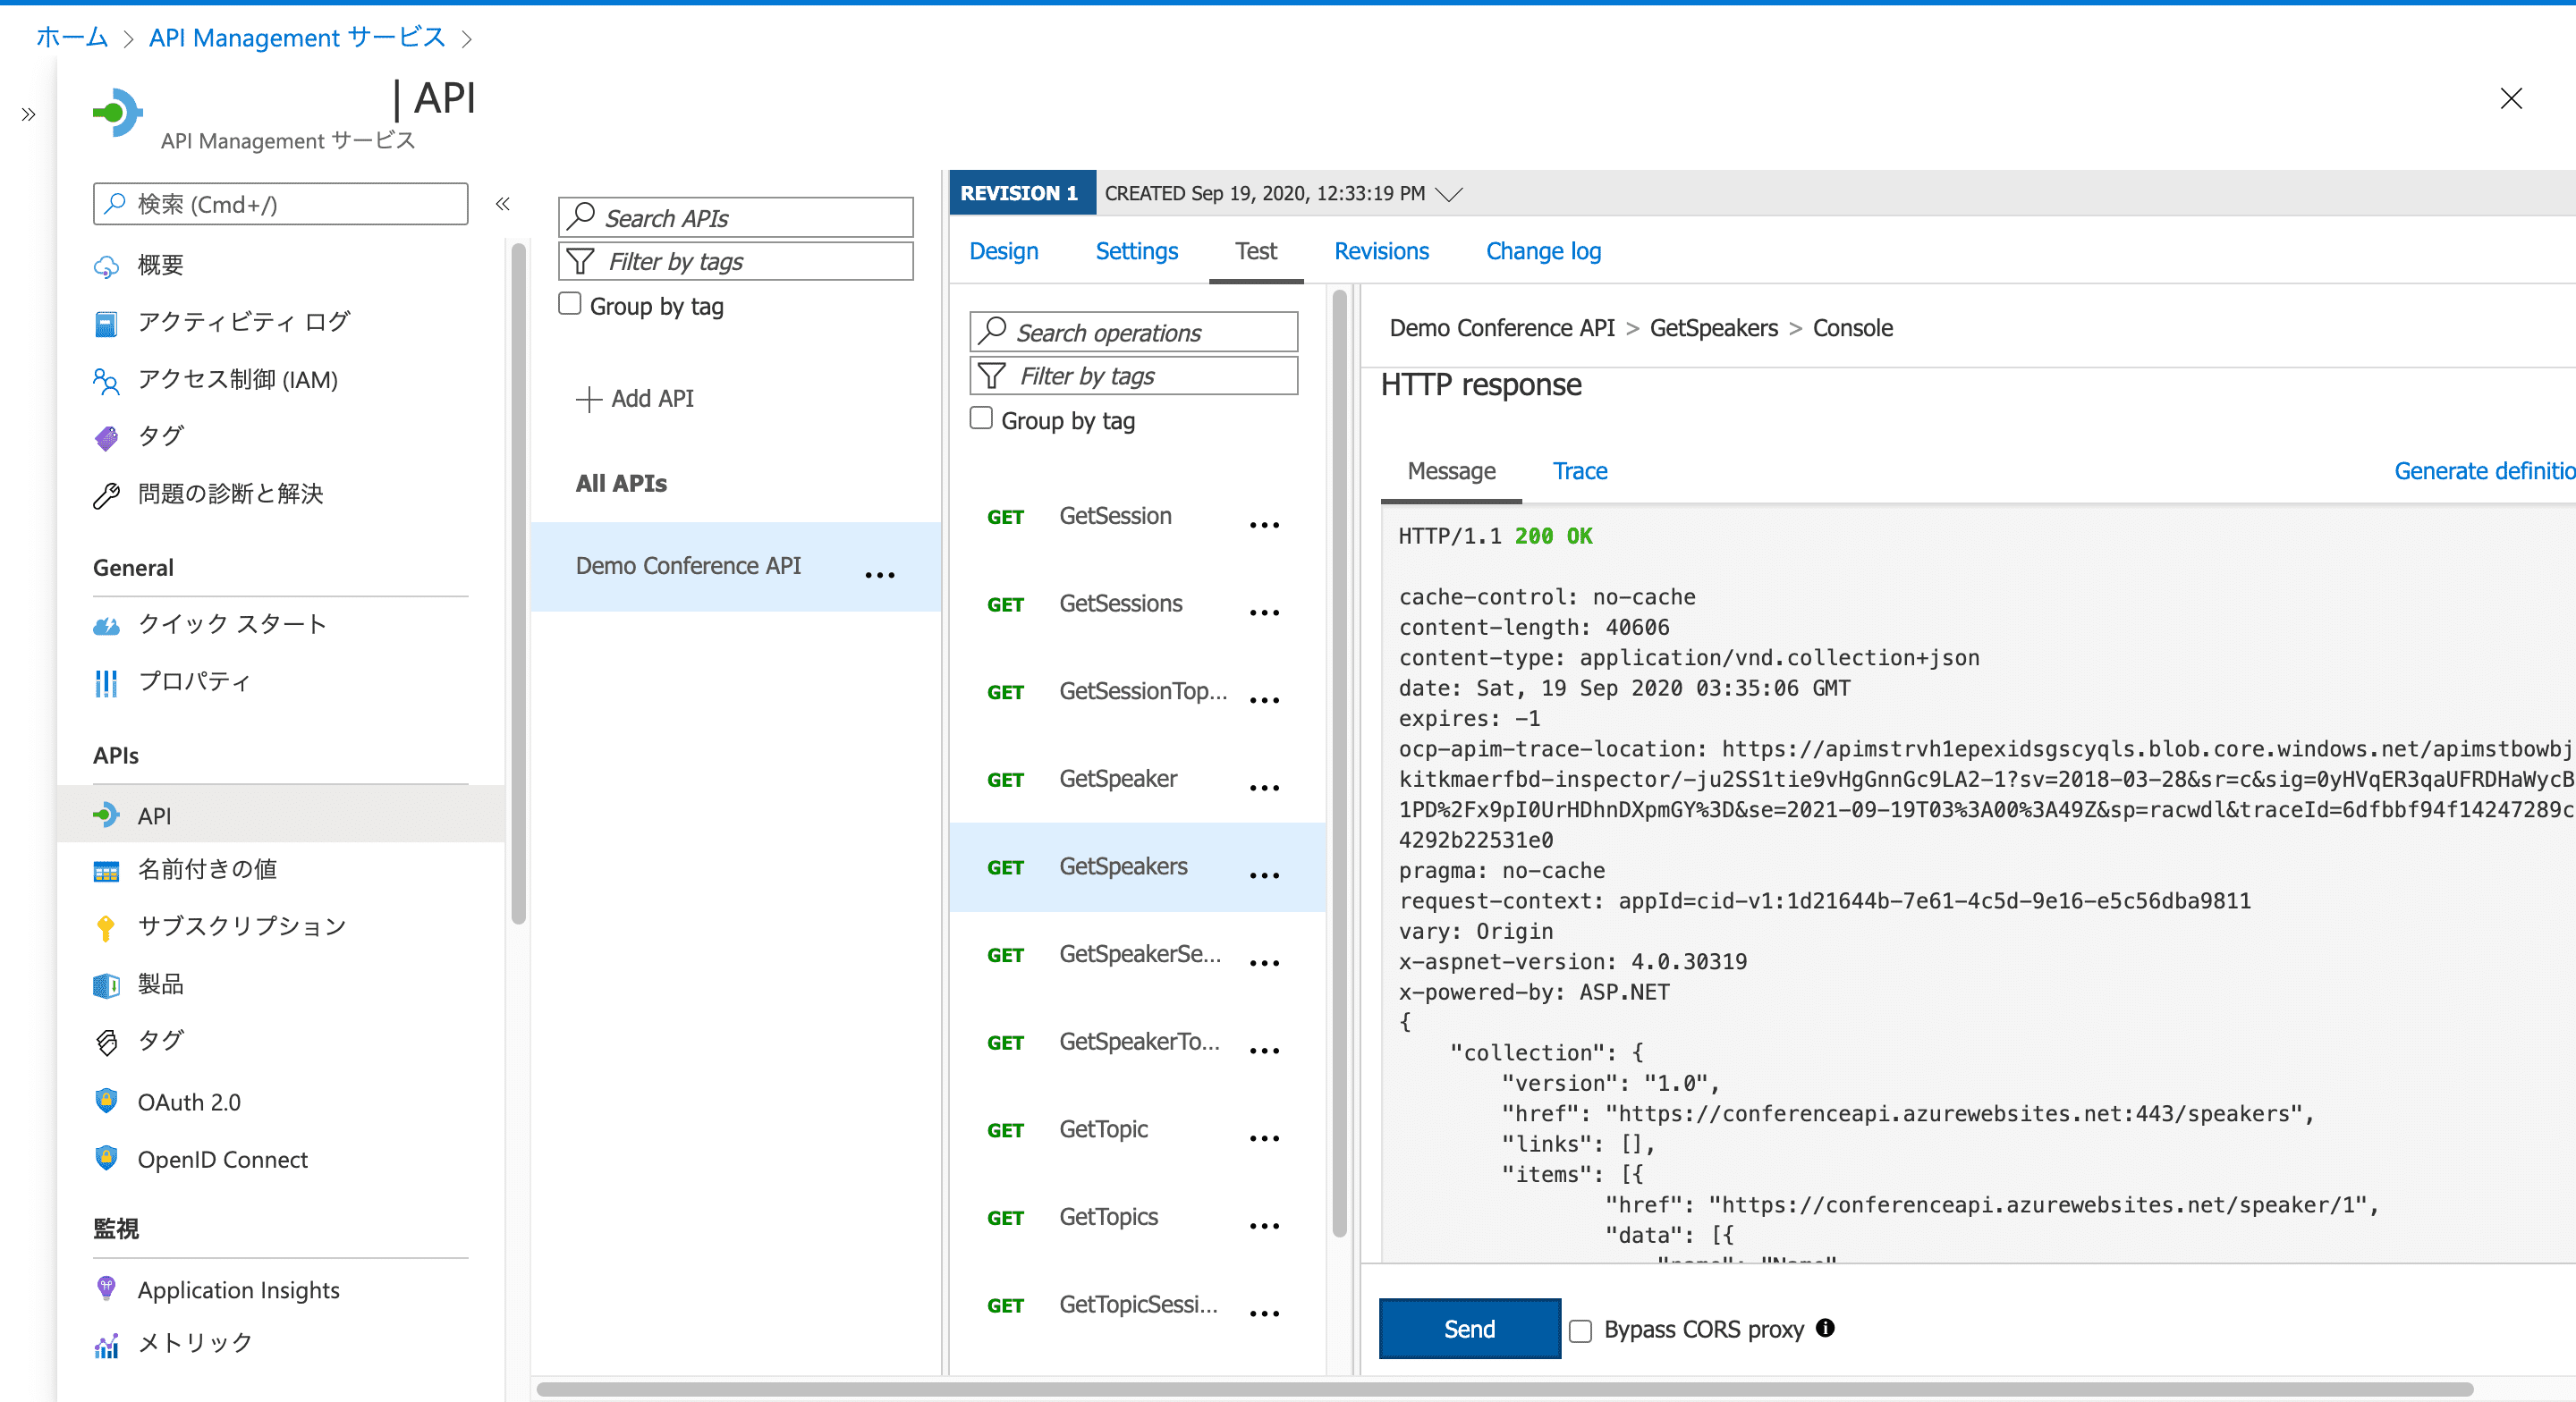 ホーム > API Management サービス >
| API
API Management サービス
検索 (Cmd+/)
概要
アクティビティ ログ
アクセス制御 (IAM)
タグ
問題の診断と解決
General
クイック スタート
プロパティ
APIs
API
名前付きの値
サブスクリプション
製品
タグ
OAuth 2.0
OpenID Connect
監視
Application Insights
メトリック
Search APIs
Filter by tags
Group by tag
Add API
All APIs
Demo Conference API ...
REVISION 1 CREATED Sep 19, 2020, 12:33:19 PM
Design Settings Test Revisions Change log
Search operations
Filter by tags
Group by tag
GET GetSession ...
GET GetSessions ...
GET GetSessionTop... ...
GET GetSpeaker ...
GET GetSpeakers ...
GET GetSpeakerSe... ...
GET GetSpeakerTo... ...
GET GetTopic ...
GET GetTopics ...
GET GetTopicSessi... ...
Demo Conference API > GetSpeakers > Console
HTTP response
Message Trace Generate definitio
HTTP/1.1 200 OK
cache-control: no-cache
content-length: 40606
content-type: application/vnd.collection+json
date: Sat, 19 Sep 2020 03:35:06 GMT
expires: -1
ocp-apim-trace-location: https://apimstrvh1epexidsgscyqls.blob.core.windows.net/apimstbowbj
kitkmaerfbd-inspector/-ju2SS1tie9vHgGnnGc9LA2-1?sv=2018-03-28&sr=c&sig=0yHVqER3qaUFRDHaWycB
1PD%2Fx9pI0UrHDhnDXpmGY%3D&se=2021-09-19T03%3A00%3A49Z&sp=racwdl&traceId=6dfbbf94f14247289c
4292b22531e0
pragma: no-cache
request-context: appId=cid-v1:1d21644b-7e61-4c5d-9e16-e5c56dba9811
vary: Origin
x-aspnet-version: 4.0.30319
x-powered-by: ASP.NET
{
"collection": {
"version": "1.0",
"href": "https://conferenceapi.azurewebsites.net:443/speakers",
"links": [],
"items": [{
"href": "https://conferenceapi.azurewebsites.net/speaker/1",
"data": [{
"name": "Name"
Send Bypass CORS proxy